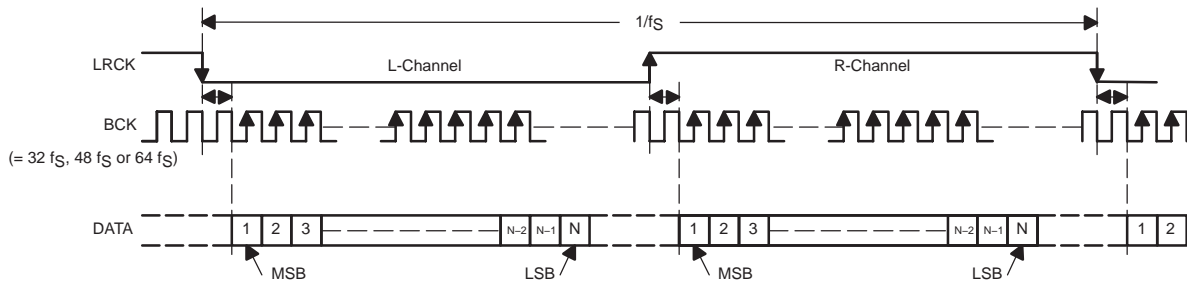 1/fS
LRCK
L-Channel
R-Channel
BCK
(= 32 fS, 48 fS or 64 fS)
DATA
1 2 3 N–2 N–1 N 1 2 3 N–2 N–1 N 1 2
MSB LSB MSB LSB